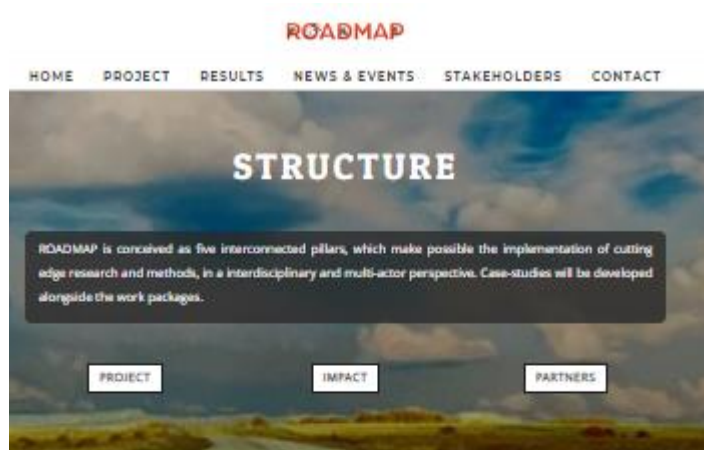 ROADMAP
HOME PROJECT RESULTS NEWS & EVENTS STAKEHOLDERS CONTACT
STRUCTURE
ROADMAP is conceived as five interconnected pillars, which make possible the implementation of cutting
edge research and methods, in a interdisciplinary and multi-actor perspective. Case-studies will be developed
alongside the work packages.
PROJECT IMPACT PARTNERS